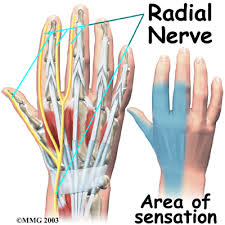 Radial
Nerve
Area of
sensation
©MMG 2003